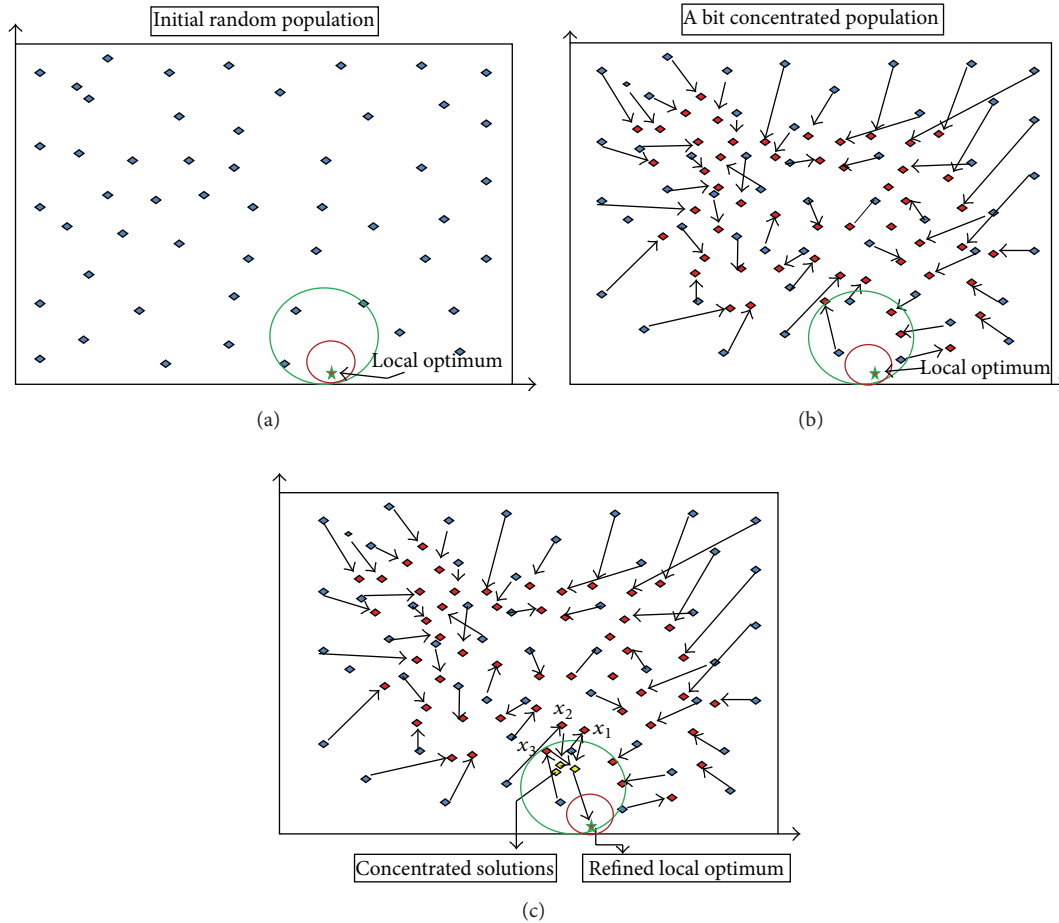 Initial random population
Local optimum
(a)
A bit concentrated population
Local optimum
(b)
x2
x1
x3
Concentrated solutions
Refined local optimum
(c)